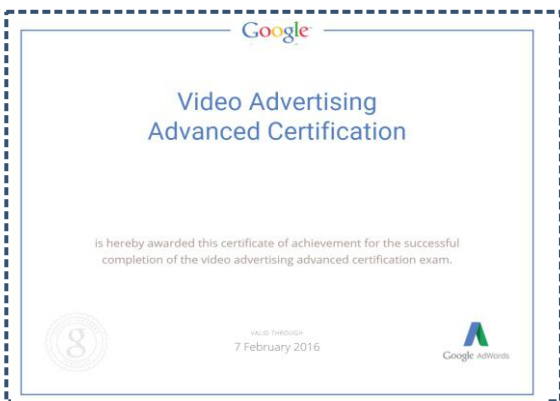 Google
Video Advertising
Advanced Certification
is hereby awarded this certificate of achievement for the successful
completion of the video advertising advanced certification exam.
VALID THROUGH
7 February 2016
g
Google AdWords